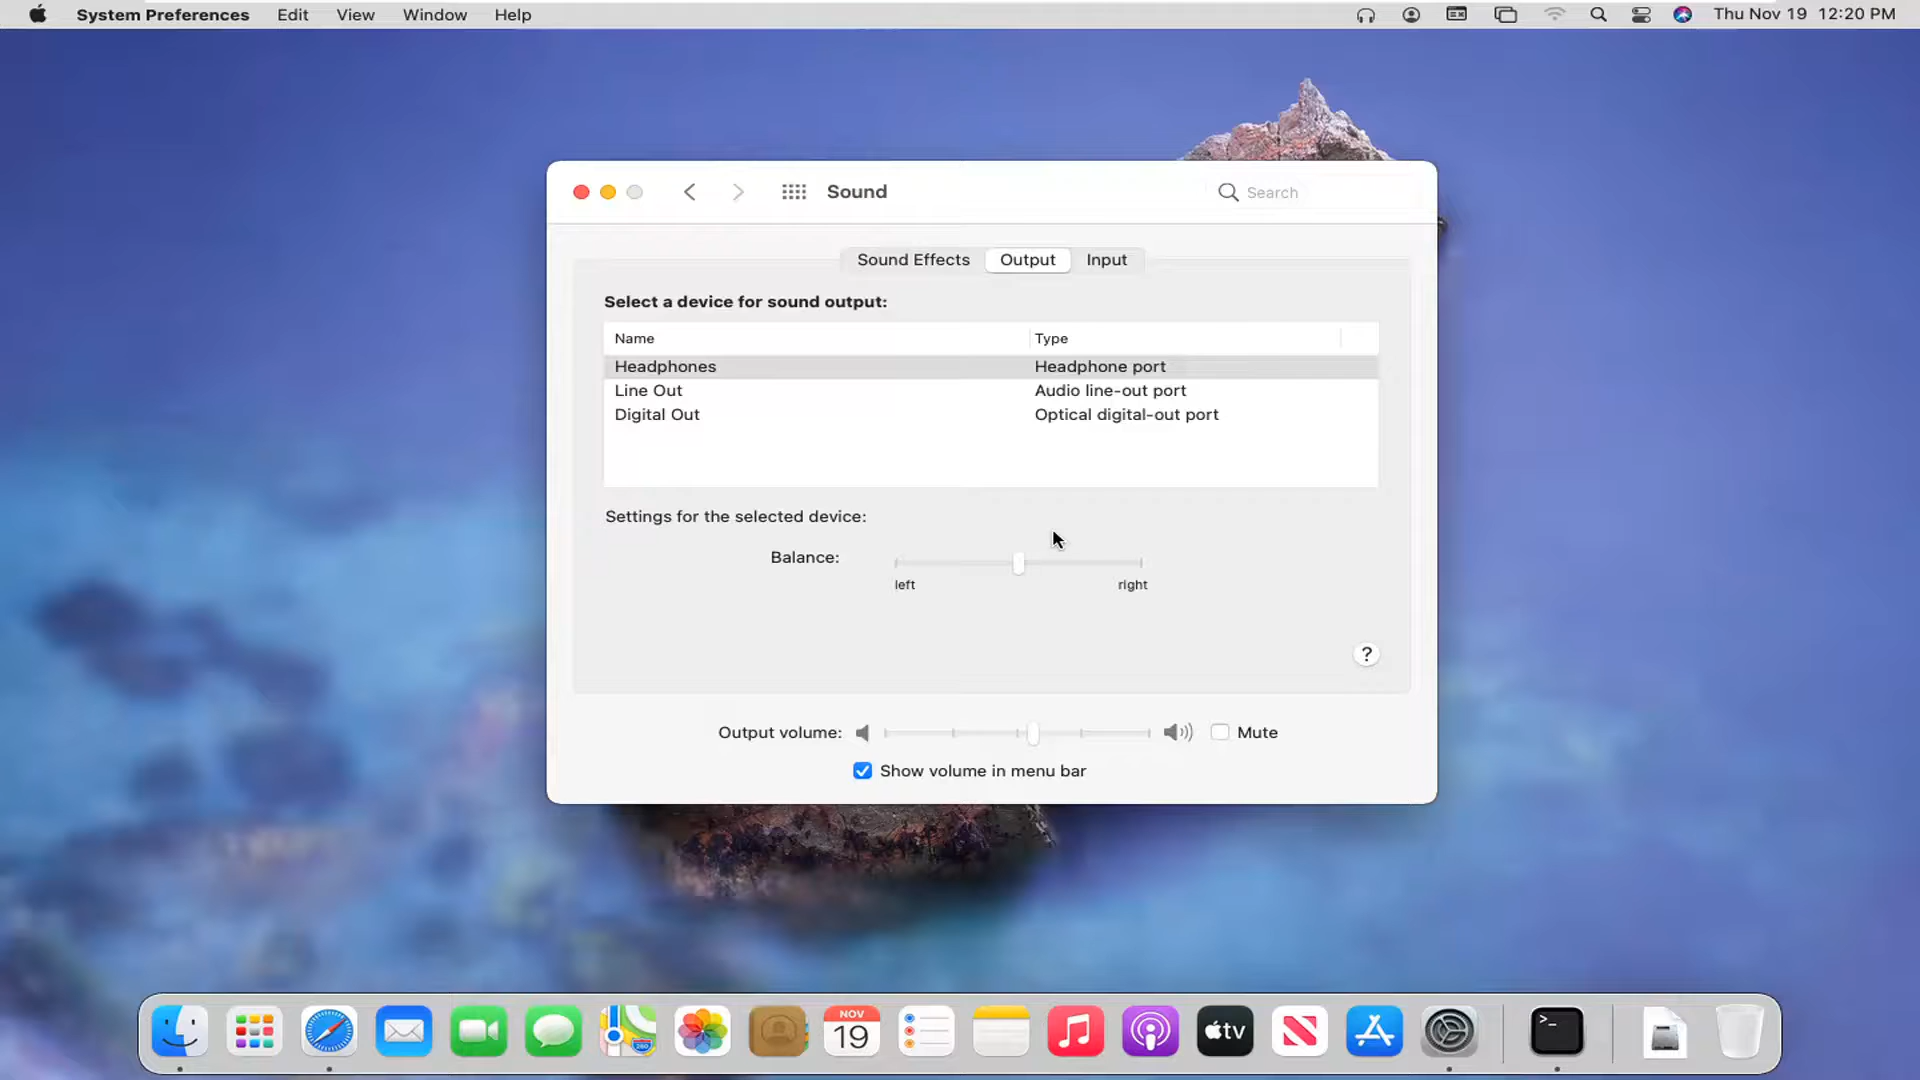 System Preferences Edit View Window Help Thu Nov 19 12:20 PM
Sound Search
Sound Effects Output Input
Select a device for sound output:
Name Type
Headphones Headphone port
Line Out Audio line-out port
Digital Out Optical digital-out port
Settings for the selected device:
Balance:
left right
?
Output volume: Mute
Show volume in menu bar
NOV
19
280
tv
>_